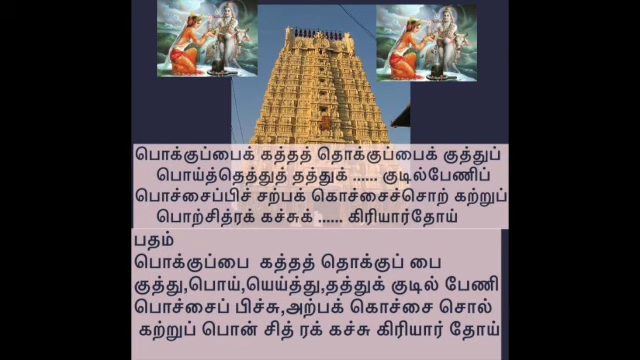 பொக்குப்பைக் கத்தத் தொக்குப்பைக் குத்துப்
பொய்த்தெத்துத் தத்துக் ...... குடில்பேணிப்
பொச்சைப்பிச் சற்பக் கொச்சைச்சொற் கற்றுப்
பொற்சித்ரக் கச்சுக் ...... கிரியார்தோய்
பதம்
பொக்குப்பை கத்தத் தொக்குப் பை
குத்து,பொய்,யெய்த்து,தத்துக் குடில் பேணி
பொச்சைப் பிச்சு,அற்பக் கொச்சை சொல்
கற்றுப் பொன் சித் ரக் கச்சு கிரியார் தோய்